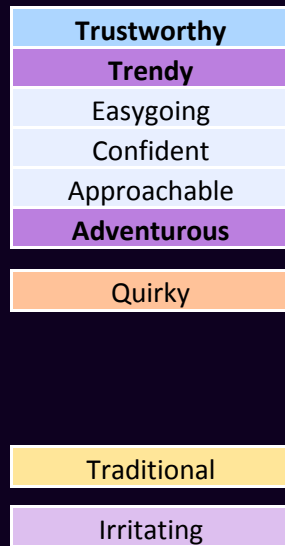 Trustworthy
Trendy
Easygoing
Confident
Approachable
Adventurous
Quirky
Traditional
Irritating